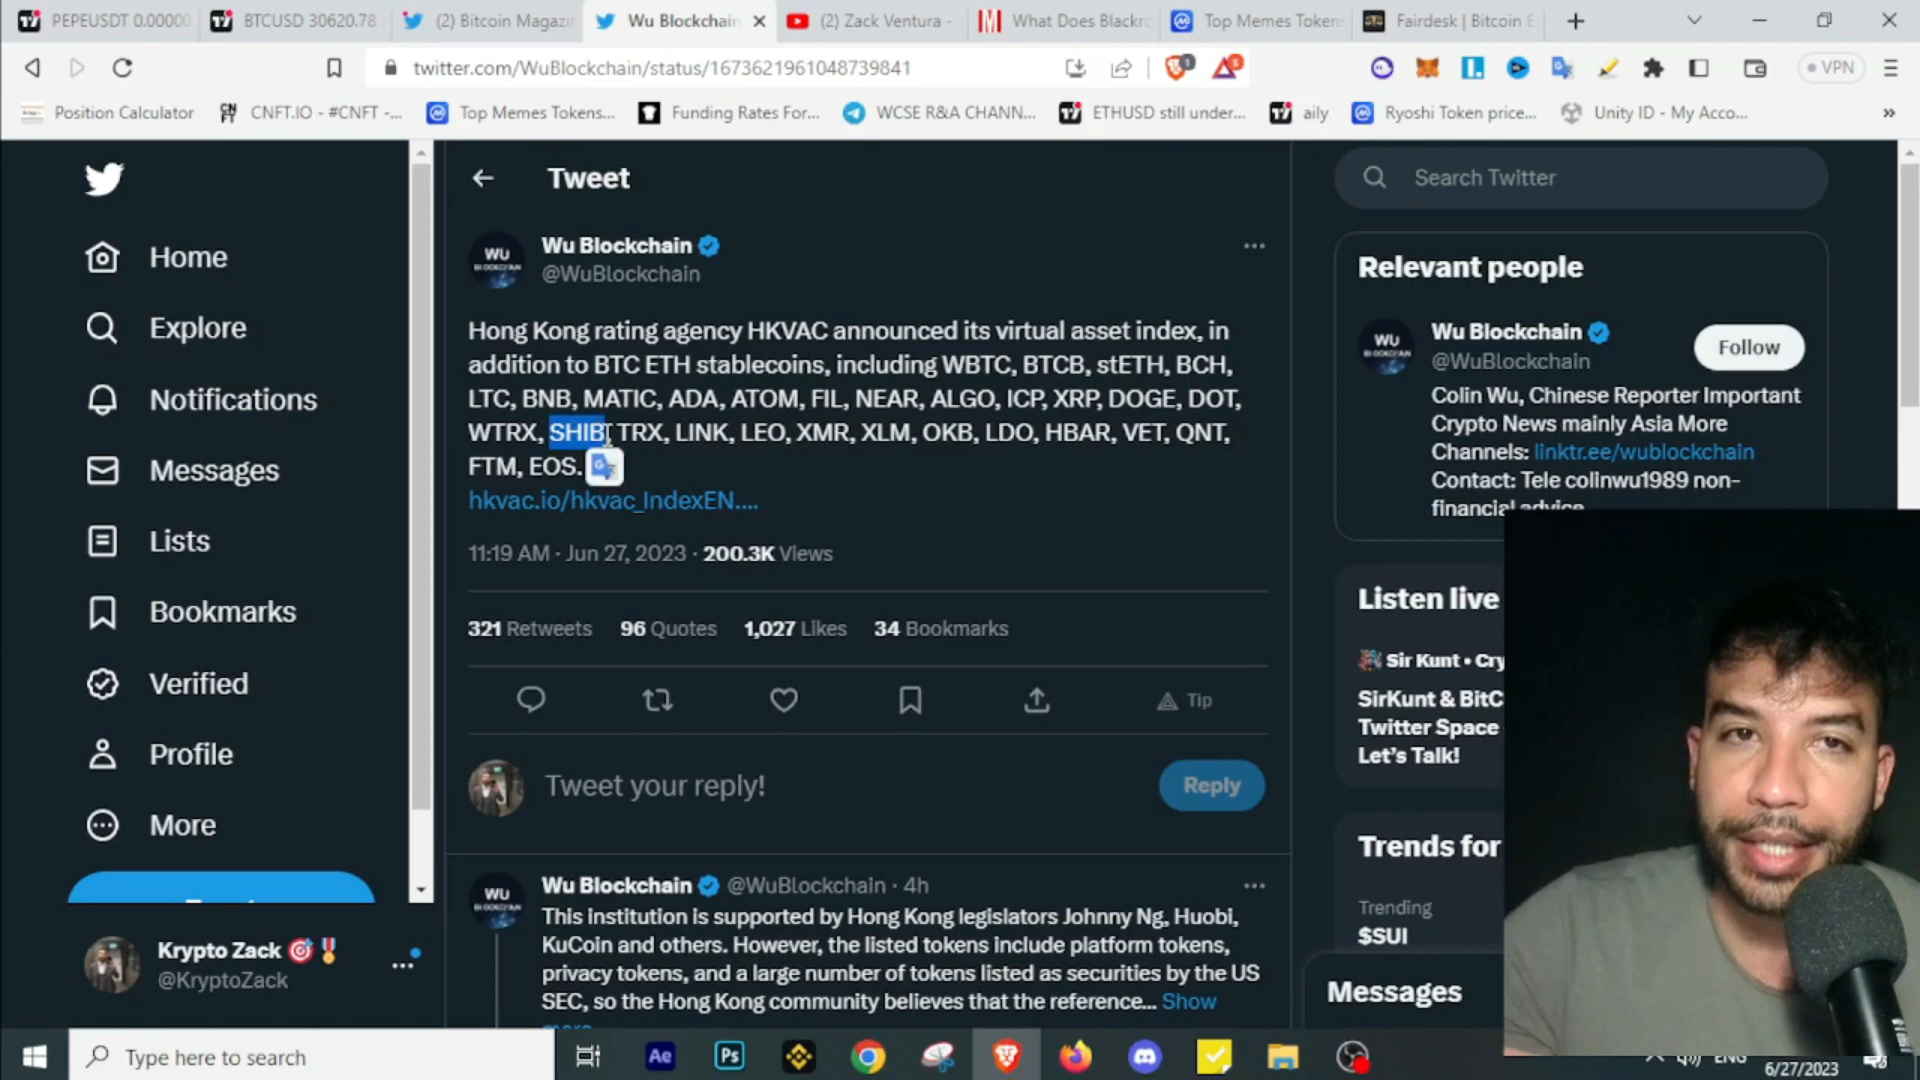 PEPEUSDT 0.00000
BTCUSD 30620.78
(2) Bitcoin Magazi
Wu Blockchain
(2) Zack Ventura -
What Does Blackro
Top Memes Token
Fairdesk | Bitcoin E
twitter.com/WuBlockchain/status/1673621961048739841
1
5
VPN
Position Calculator
CNFT.IO - #CNFT -...
Top Memes Tokens...
Funding Rates For...
WCSE R&A CHANN...
ETHUSD still under...
aily
Ryoshi Token price...
Unity ID - My Acco...
»
Home
Explore
Notifications
Messages
Lists
Bookmarks
Verified
Profile
More
Krypto Zack
@KryptoZack
Tweet
Wu Blockchain
@WuBlockchain
Hong Kong rating agency HKVAC announced its virtual asset index, in
addition to BTC ETH stablecoins, including WBTC, BTCB, stETH, BCH,
LTC, BNB, MATIC, ADA, ATOM, FIL, NEAR, ALGO, ICP, XRP, DOGE, DOT,
WTRX, SHIB, TRX, LINK, LEO, XMR, XLM, OKB, LDO, HBAR, VET, QNT,
FTM, EOS.
hkvac.io/hkvac_IndexEN....
11:19 AM · Jun 27, 2023 · 200.3K Views
321 Retweets 96 Quotes 1,027 Likes 34 Bookmarks
Tip
Tweet your reply!
Reply
Wu Blockchain @WuBlockchain · 4h
This institution is supported by Hong Kong legislators Johnny Ng, Huobi,
KuCoin and others. However, the listed tokens include platform tokens,
privacy tokens, and a large number of tokens listed as securities by the US
SEC, so the Hong Kong community believes that the reference... Show
Search Twitter
Relevant people
Wu Blockchain
@WuBlockchain
Follow
Colin Wu, Chinese Reporter Important
Crypto News mainly Asia More
Channels: linktr.ee/wublockchain
Contact: Tele colinwu1989 non-
financial advice
Listen live
Sir Kunt • Cry
SirKunt & BitC
Twitter Space
Let's Talk!
Trends for
Trending
$SUI
Messages
Type here to search
Ae
Ps
ENG
6/27/2023